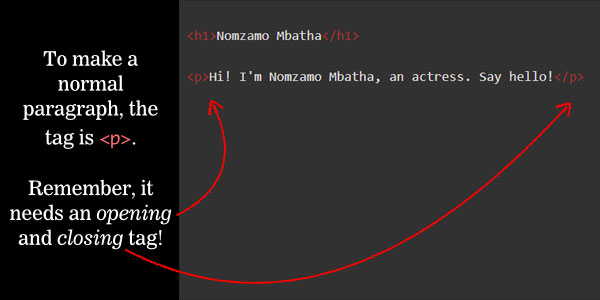 To make a
normal
paragraph, the
tag is <p>.
Remember, it
needs an opening
and closing tag!
<h1>Nomzamo Mbatha</h1>
<p>Hi! I'm Nomzamo Mbatha, an actress. Say hello!</p>